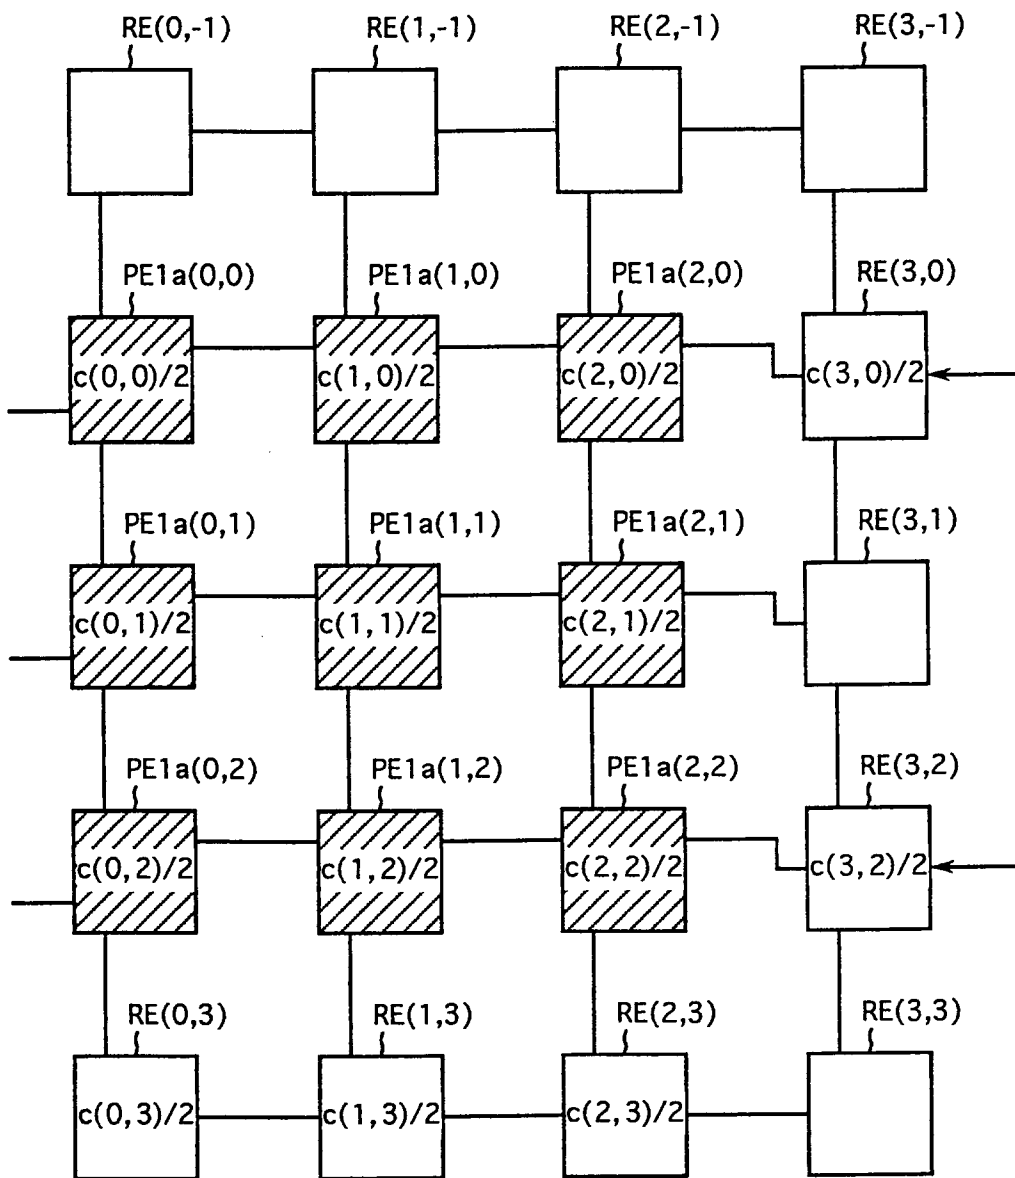 RE(0,-1) RE(1,-1) RE(2,-1) RE(3,-1)
PE1a(0,0) PE1a(1,0) PE1a(2,0) RE(3,0)
c(0,0)/2 c(1,0)/2 c(2,0)/2 c(3,0)/2
PE1a(0,1) PE1a(1,1) PE1a(2,1) RE(3,1)
c(0,1)/2 c(1,1)/2 c(2,1)/2
PE1a(0,2) PE1a(1,2) PE1a(2,2) RE(3,2)
c(0,2)/2 c(1,2)/2 c(2,2)/2 c(3,2)/2
RE(0,3) RE(1,3) RE(2,3) RE(3,3)
c(0,3)/2 c(1,3)/2 c(2,3)/2